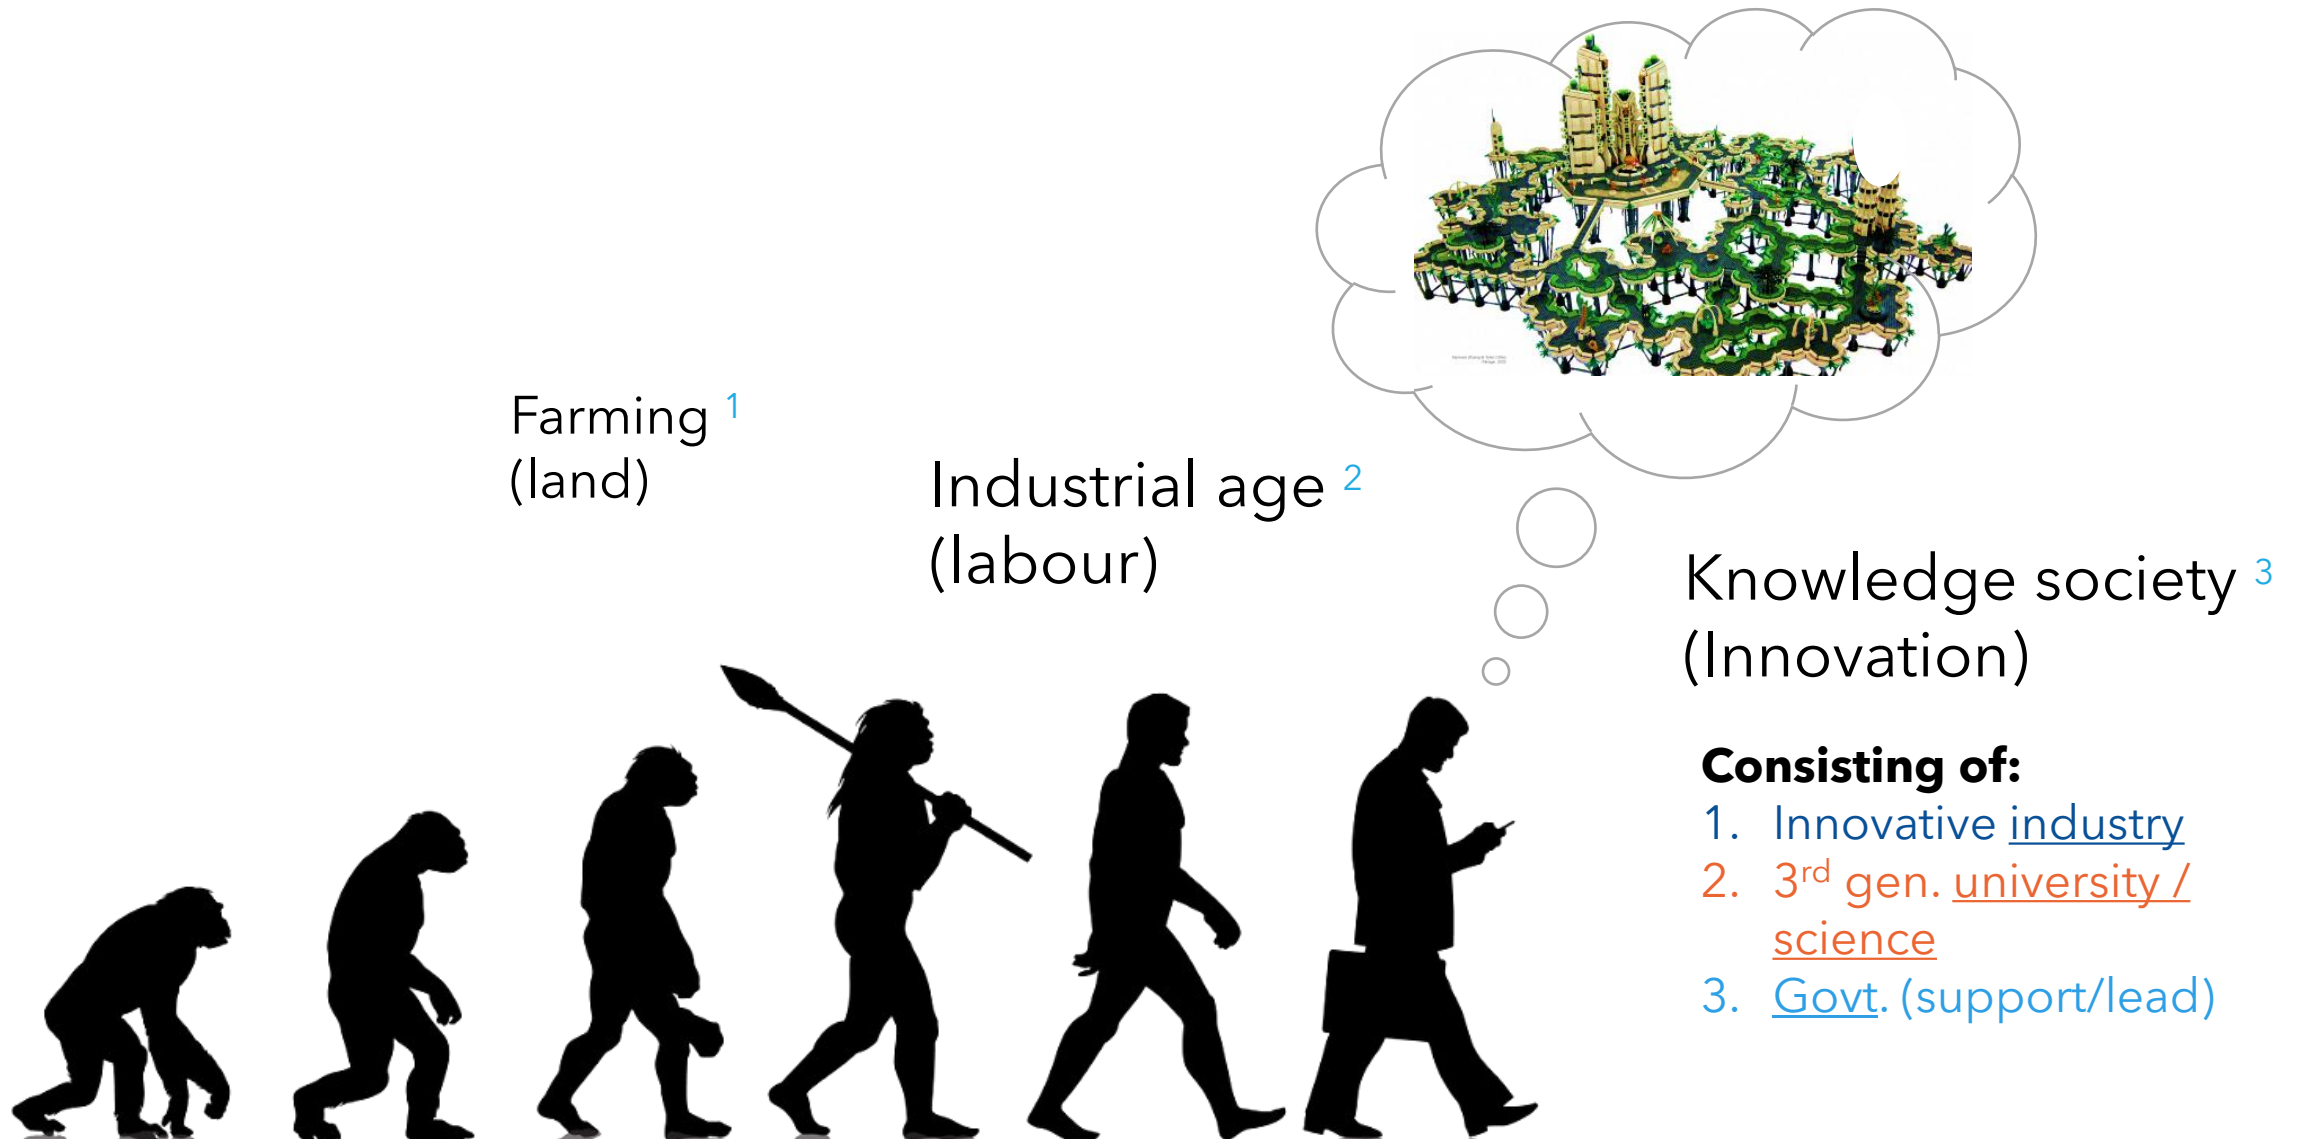 Farming 1
(land)
Industrial age 2
(labour)
Knowledge society 3
(Innovation)
Consisting of:
1. Innovative industry
2. 3rd gen. university /
science
3. Govt. (support/lead)